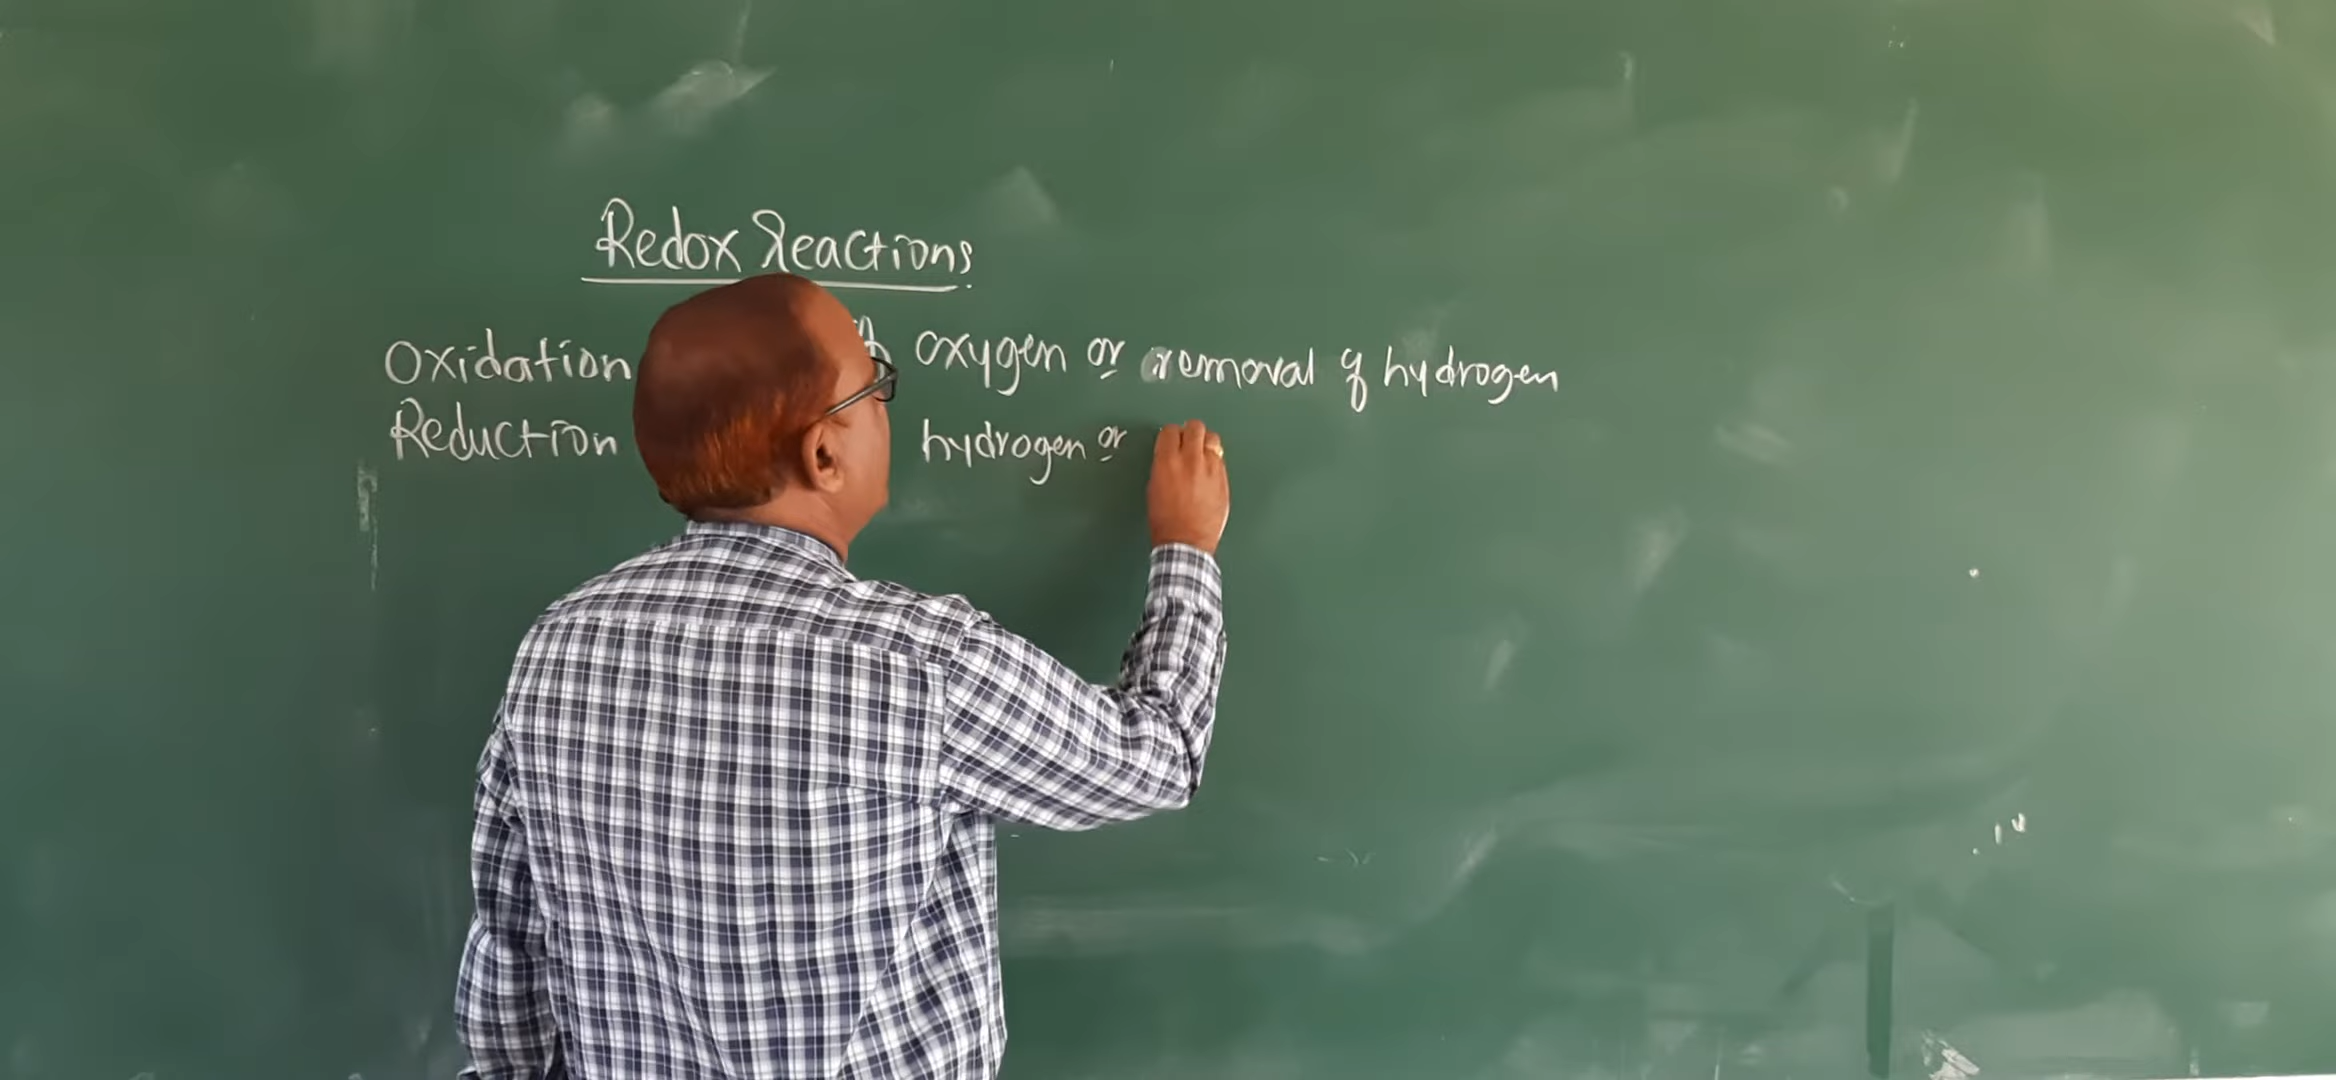 Redox Reactions
Oxidation oxygen or removal of hydrogen
Reduction hydrogen or